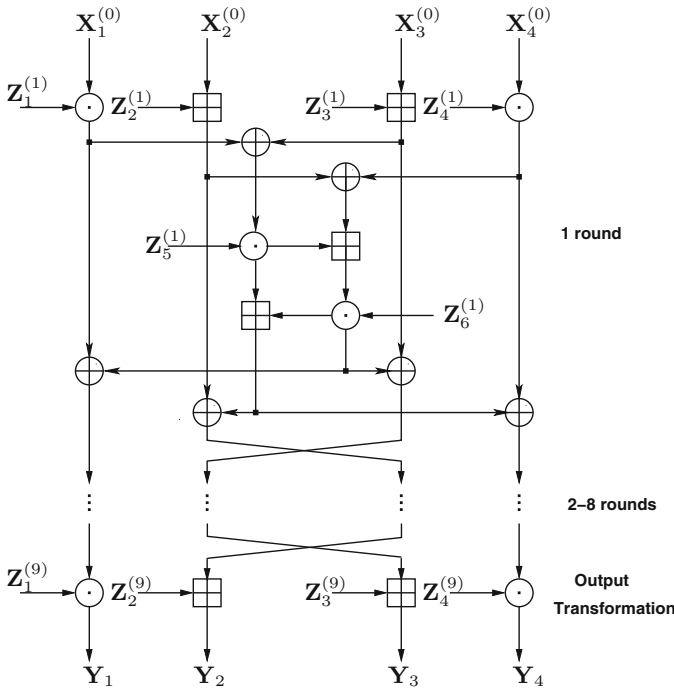 X₁⁽⁰⁾ X₂⁽⁰⁾ X₃⁽⁰⁾ X₄⁽⁰⁾
Z₁⁽¹⁾ Z₂⁽¹⁾ Z₃⁽¹⁾ Z₄⁽¹⁾
1 round
Z₅⁽¹⁾
Z₆⁽¹⁾
2–8 rounds
Z₁⁽⁹⁾ Z₂⁽⁹⁾ Z₃⁽⁹⁾ Z₄⁽⁹⁾
Output
Transformation
Y₁ Y₂ Y₃ Y₄